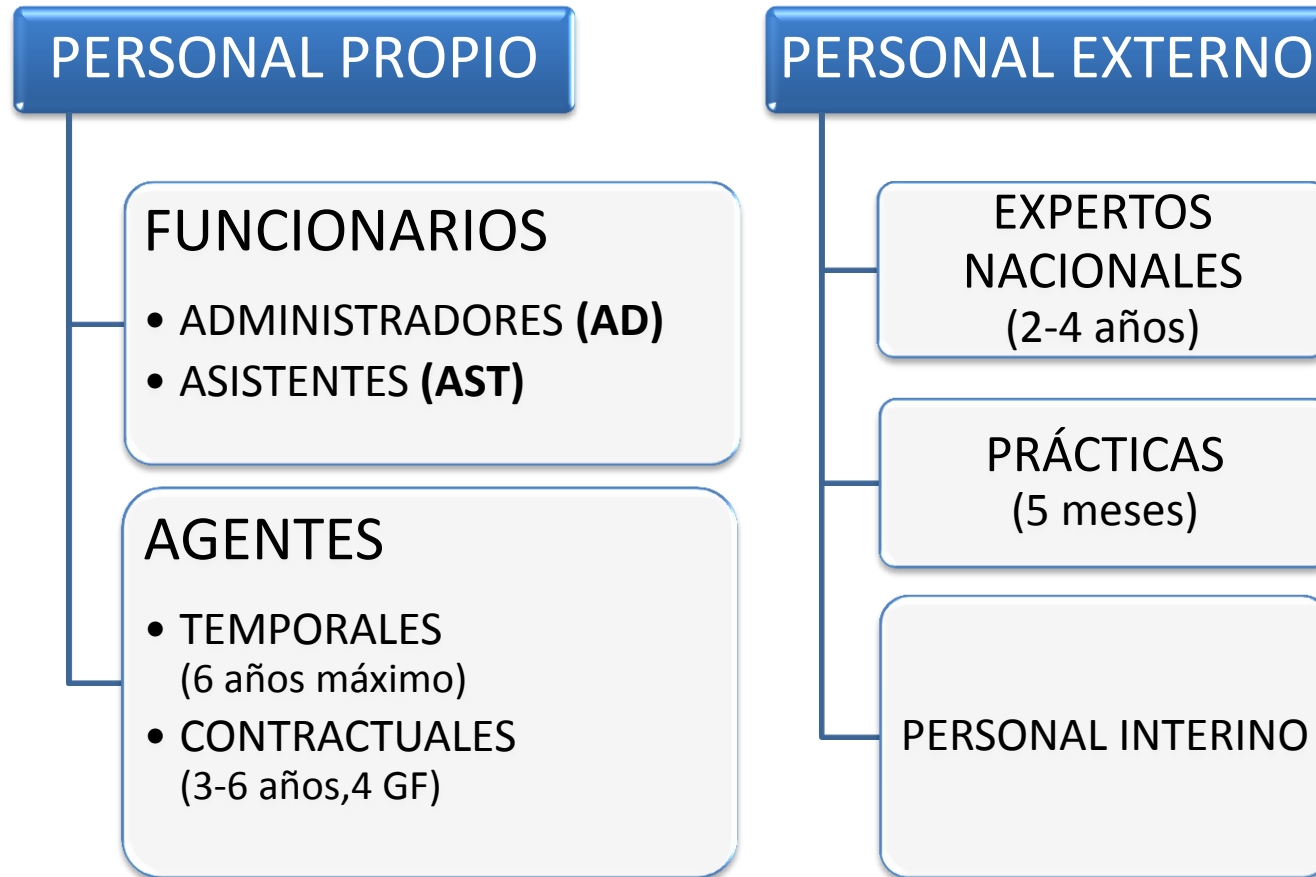 PERSONAL PROPIO
FUNCIONARIOS
• ADMINISTRADORES (AD)
• ASISTENTES (AST)
AGENTES
• TEMPORALES
(6 años máximo)
• CONTRACTUALES
(3-6 años,4 GF)
PERSONAL EXTERNO
EXPERTOS
NACIONALES
(2-4 años)
PRÁCTICAS
(5 meses)
PERSONAL INTERINO